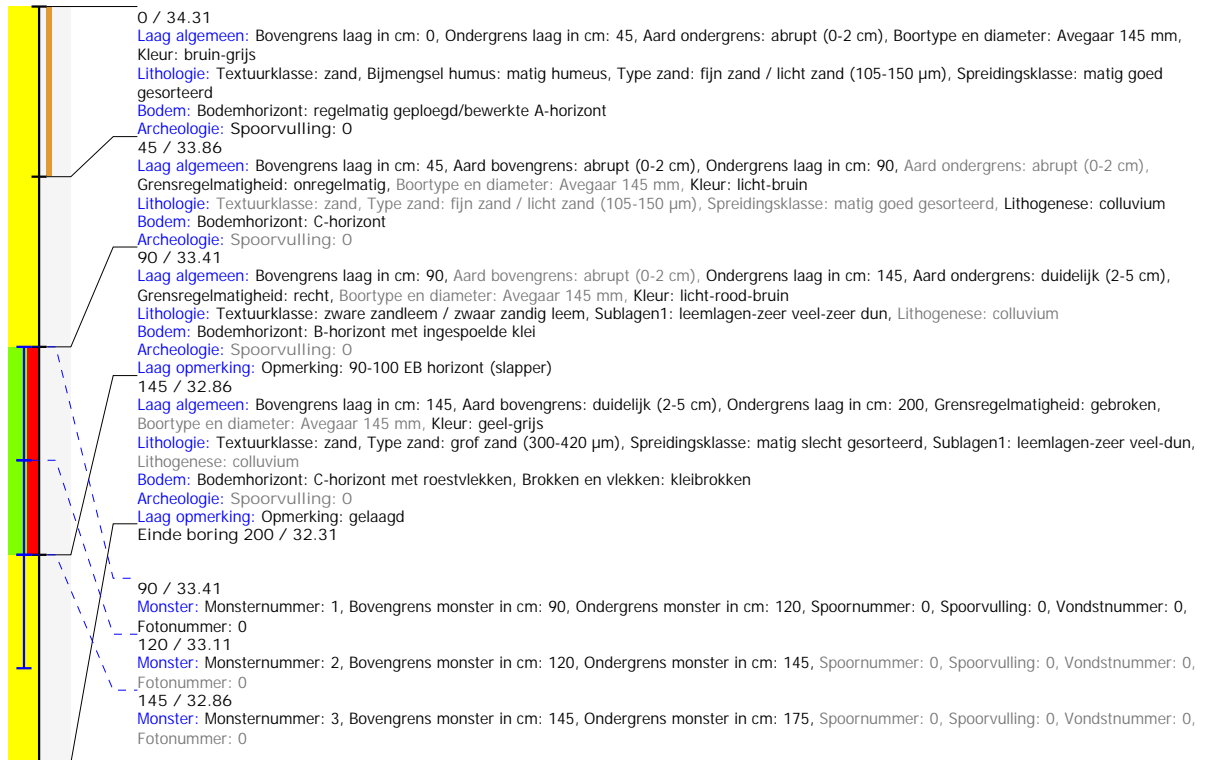 0 / 34.31
Laag algemeen: Bovengrens laag in cm: 0, Ondergrens laag in cm: 45, Aard ondergrens: abrupt (0-2 cm), Boortype en diameter: Avegaar 145 mm,
Kleur: bruin-grijs
Lithologie: Textuurklasse: zand, Bijmengsel humus: matig humeus, Type zand: fijn zand / licht zand (105-150 µm), Spreidingsklasse: matig goed
gesorteerd
Bodem: Bodemhorizont: regelmatig geploegd/bewerkte A-horizont
Archeologie: Spoorvulling: 0
45 / 33.86
Laag algemeen: Bovengrens laag in cm: 45, Aard bovengrens: abrupt (0-2 cm), Ondergrens laag in cm: 90, Aard ondergrens: abrupt (0-2 cm),
Grensregelmatigheid: onregelmatig, Boortype en diameter: Avegaar 145 mm, Kleur: licht-bruin
Lithologie: Textuurklasse: zand, Type zand: fijn zand / licht zand (105-150 µm), Spreidingsklasse: matig goed gesorteerd, Lithogenese: colluvium
Bodem: Bodemhorizont: C-horizont
Archeologie: Spoorvulling: 0
90 / 33.41
Laag algemeen: Bovengrens laag in cm: 90, Aard bovengrens: abrupt (0-2 cm), Ondergrens laag in cm: 145, Aard ondergrens: duidelijk (2-5 cm),
Grensregelmatigheid: recht, Boortype en diameter: Avegaar 145 mm, Kleur: licht-rood-bruin
Lithologie: Textuurklasse: zware zandleem / zwaar zandig leem, Sublagen1: leemlagen-zeer veel-zeer dun, Lithogenese: colluvium
Bodem: Bodemhorizont: B-horizont met ingespoelde klei
Archeologie: Spoorvulling: 0
Laag opmerking: Opmerking: 90-100 EB horizont (slapper)
145 / 32.86
Laag algemeen: Bovengrens laag in cm: 145, Aard bovengrens: duidelijk (2-5 cm), Ondergrens laag in cm: 200, Grensregelmatigheid: gebroken,
Boortype en diameter: Avegaar 145 mm, Kleur: geel-grijs
Lithologie: Textuurklasse: zand, Type zand: grof zand (300-420 µm), Spreidingsklasse: matig slecht gesorteerd, Sublagen1: leemlagen-zeer veel-dun,
Lithogenese: colluvium
Bodem: Bodemhorizont: C-horizont met roestvlekken, Brokken en vlekken: kleibrokken
Archeologie: Spoorvulling: 0
Laag opmerking: Opmerking: gelaagd
Einde boring 200 / 32.31
90 / 33.41
Monster: Monsternummer: 1, Bovengrens monster in cm: 90, Ondergrens monster in cm: 120, Spoornummer: 0, Spoorvulling: 0, Vondstnummer: 0,
Fotonummer: 0
120 / 33.11
Monster: Monsternummer: 2, Bovengrens monster in cm: 120, Ondergrens monster in cm: 145, Spoornummer: 0, Spoorvulling: 0, Vondstnummer: 0,
Fotonummer: 0
145 / 32.86
Monster: Monsternummer: 3, Bovengrens monster in cm: 145, Ondergrens monster in cm: 175, Spoornummer: 0, Spoorvulling: 0, Vondstnummer: 0,
Fotonummer: 0